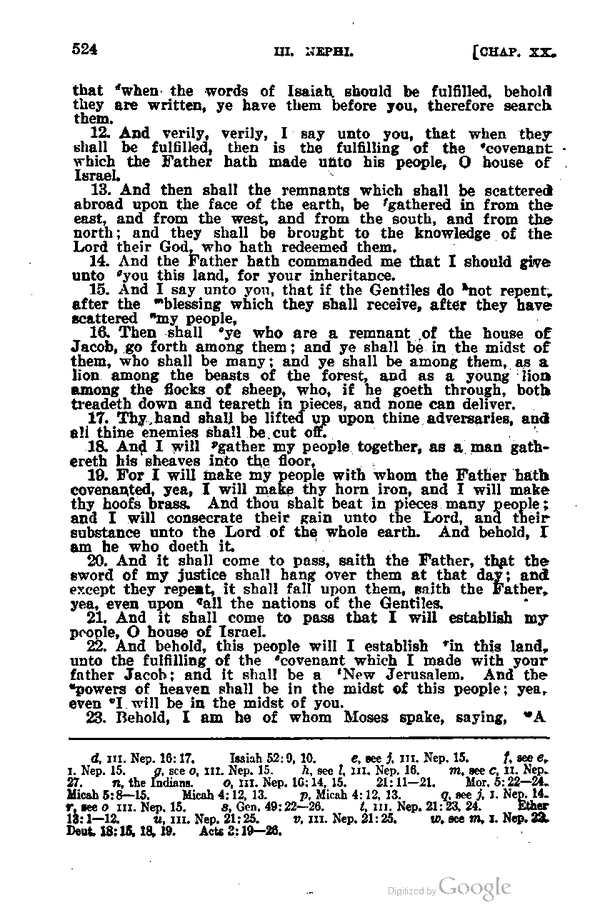 524 III. NEPHI. [CHAP. XX.
that ᵈwhen the words of Isaiah should be fulfilled, behold
they are written, ye have them before you, therefore search
them.
12. And verily, verily, I say unto you, that when they
shall be fulfilled, then is the fulfilling of the ᵉcovenant
which the Father hath made unto his people, O house of
Israel.
13. And then shall the remnants which shall be scattered
abroad upon the face of the earth, be ᶠgathered in from the
east, and from the west, and from the south, and from the
north; and they shall be brought to the knowledge of the
Lord their God, who hath redeemed them.
14. And the Father hath commanded me that I should give
unto ᵍyou this land, for your inheritance.
15. And I say unto you, that if the Gentiles do ʰnot repent,
after the ᵐblessing which they shall receive, after they have
scattered ⁿmy people,
16. Then shall ᵒye who are a remnant of the house of
Jacob, go forth among them; and ye shall be in the midst of
them, who shall be many; and ye shall be among them, as a
lion among the beasts of the forest, and as a young lion
among the flocks of sheep, who, if he goeth through, both
treadeth down and teareth in pieces, and none can deliver.
17. Thy hand shall be lifted up upon thine adversaries, and
all thine enemies shall be cut off.
18. And I will ᵖgather my people together, as a man gath-
ereth his sheaves into the floor,
19. For I will make my people with whom the Father hath
covenanted, yea, I will make thy horn iron, and I will make
thy hoofs brass. And thou shalt beat in pieces many people;
and I will consecrate their gain unto the Lord, and their
substance unto the Lord of the whole earth. And behold, I
am he who doeth it.
20. And it shall come to pass, saith the Father, that the
sword of my justice shall hang over them at that day; and
except they repent, it shall fall upon them, saith the Father,
yea, even upon qall the nations of the Gentiles.
21. And it shall come to pass that I will establish my
people, O house of Israel.
22. And behold, this people will I establish ʳin this land,
unto the fulfilling of the ˢcovenant which I made with your
father Jacob; and it shall be a ᵗNew Jerusalem. And the
ᵘpowers of heaven shall be in the midst of this people; yea,
even ᵛI will be in the midst of you.
23. Behold, I am he of whom Moses spake, saying, ʷA
d, III. Nep. 16:17. Isaiah 52:9, 10. e, see j, III. Nep. 15. f, see e,
I. Nep. 15. g, see o, III. Nep. 15. h, see l, III. Nep. 16. m, see c, II. Nep.
27. n, the Indians. o, III. Nep. 16:14, 15. 21:11—21. Mor. 5:22—24.
Micah 5:8—15. Micah 4:12, 13. p, Micah 4:12, 13. q, see j, I. Nep. 14.
r, see o III. Nep. 15. s, Gen. 49:22—26. t, III. Nep. 21:23, 24. Ether
13:1—12. u, III. Nep. 21:25. v, III. Nep. 21:25. w, see m, I. Nep. 22.
Deut. 18:15, 18, 19. Acts 2:19—26.
Digitized by Google